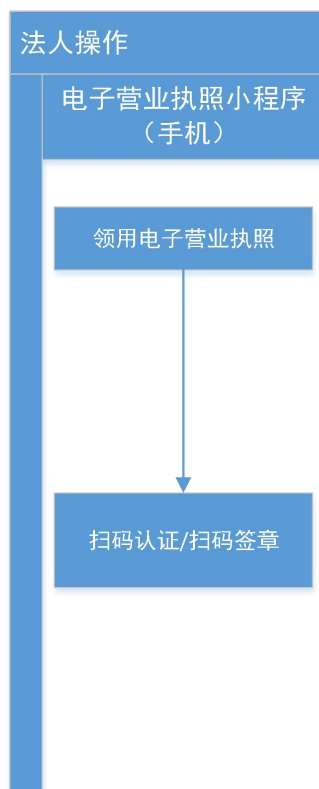 法人操作
电子营业执照小程序
（手机）
领用电子营业执照
扫码认证/扫码签章